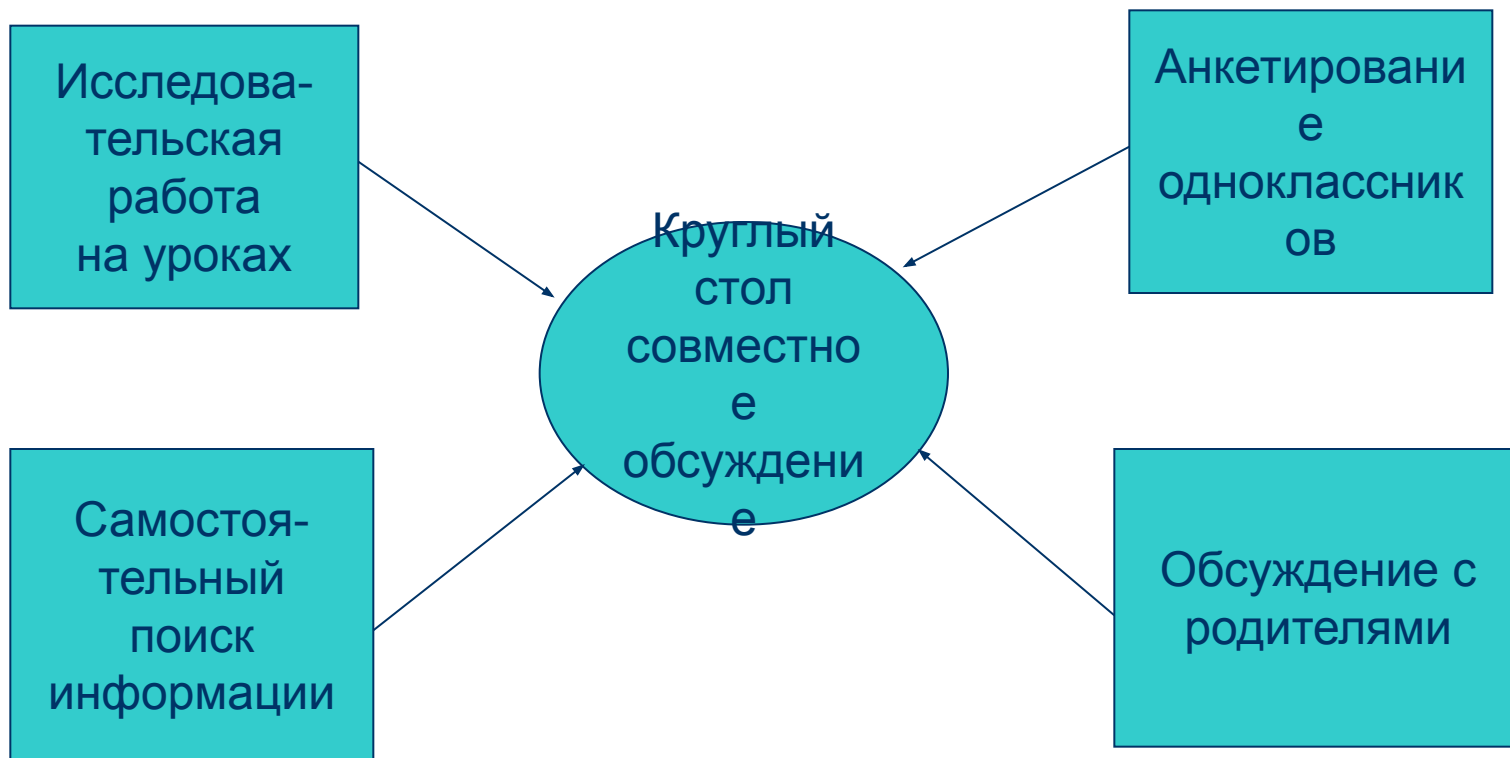 Исследова-
тельская
работа
на уроках
Анкетировани
е
одноклассник
ов
Круглый
стол
совместно
е
обсуждени
е
Самостоя-
тельный
поиск
информации
Обсуждение с
родителями